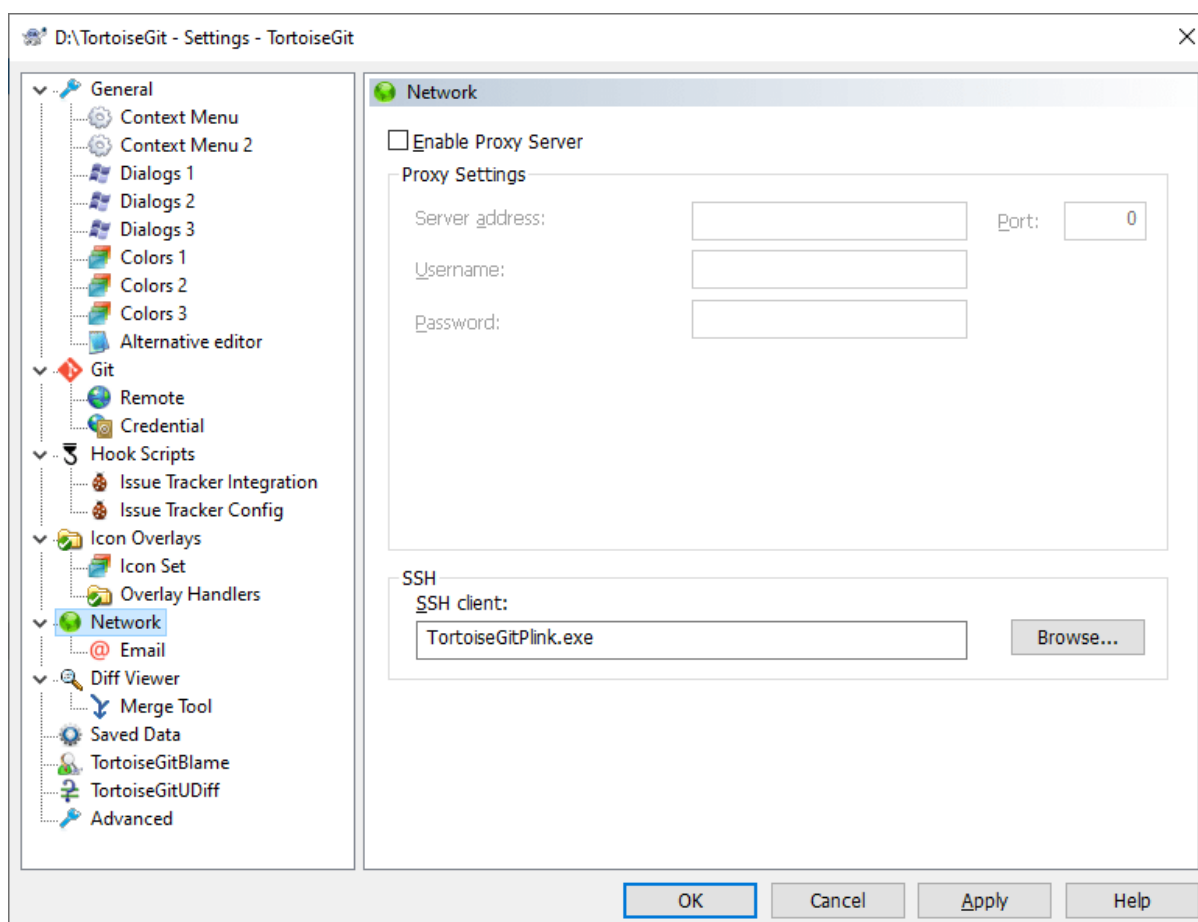 D:\TortoiseGit - Settings - TortoiseGit
General
Context Menu
Context Menu 2
Dialogs 1
Dialogs 2
Dialogs 3
Colors 1
Colors 2
Colors 3
Alternative editor
Git
Remote
Credential
Hook Scripts
Issue Tracker Integration
Issue Tracker Config
Icon Overlays
Icon Set
Overlay Handlers
Network
Email
Diff Viewer
Merge Tool
Saved Data
TortoiseGitBlame
TortoiseGitUDiff
Advanced
Network
Enable Proxy Server
Proxy Settings
Server address:
Port: 0
Username:
Password:
SSH
SSH client:
TortoiseGitPlink.exe
Browse...
OK
Cancel
Apply
Help